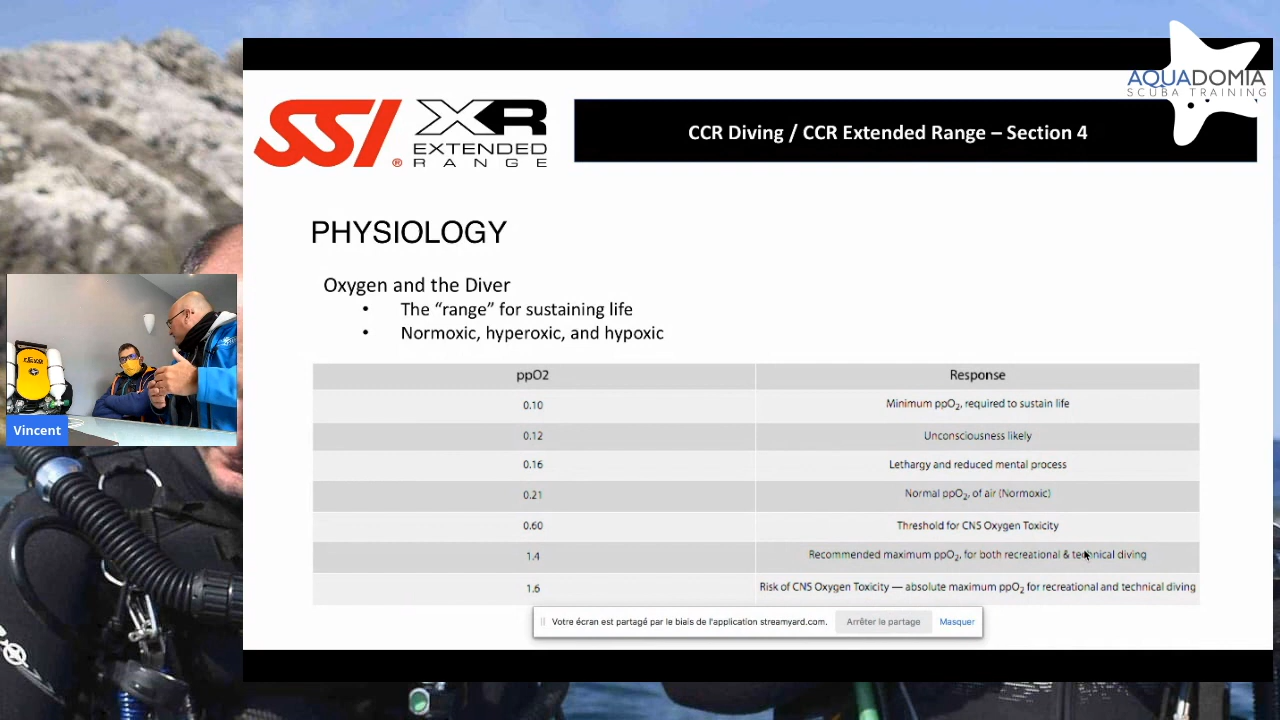 AQUADOMIA
SCUBA TRAINING
SSI®
XR
EXTENDED
RANGE
CCR Diving / CCR Extended Range – Section 4
PHYSIOLOGY
Oxygen and the Diver
• The “range” for sustaining life
• Normoxic, hyperoxic, and hypoxic
ppO2 Response
0.10 Minimum ppO₂, required to sustain life
0.12 Unconsciousness likely
0.16 Lethargy and reduced mental process
0.21 Normal ppO₂, of air (Normoxic)
0.60 Threshold for CNS Oxygen Toxicity
1.4 Recommended maximum ppO₂, for both recreational & technical diving
1.6 Risk of CNS Oxygen Toxicity — absolute maximum ppO₂ for recreational and technical diving
Vincent
Votre écran est partagé par le biais de l'application streamyard.com. Arrêter le partage Masquer